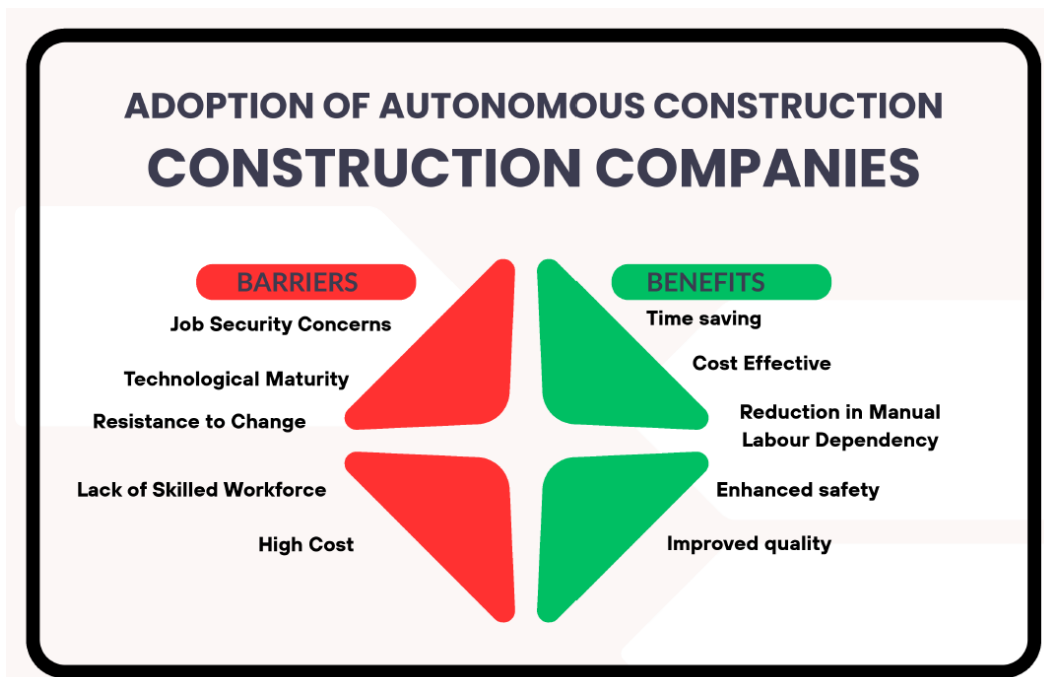 ADOPTION OF AUTONOMOUS CONSTRUCTION
CONSTRUCTION COMPANIES
BARRIERS
Job Security Concerns
Technological Maturity
Resistance to Change
Lack of Skilled Workforce
High Cost
BENEFITS
Time saving
Cost Effective
Reduction in Manual
Labour Dependency
Enhanced safety
Improved quality